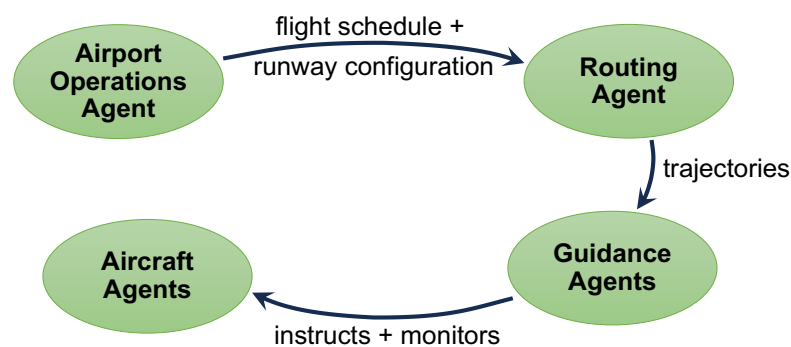 Airport
Operations
Agent
flight schedule +
runway configuration
Routing
Agent
trajectories
Guidance
Agents
instructs + monitors
Aircraft
Agents